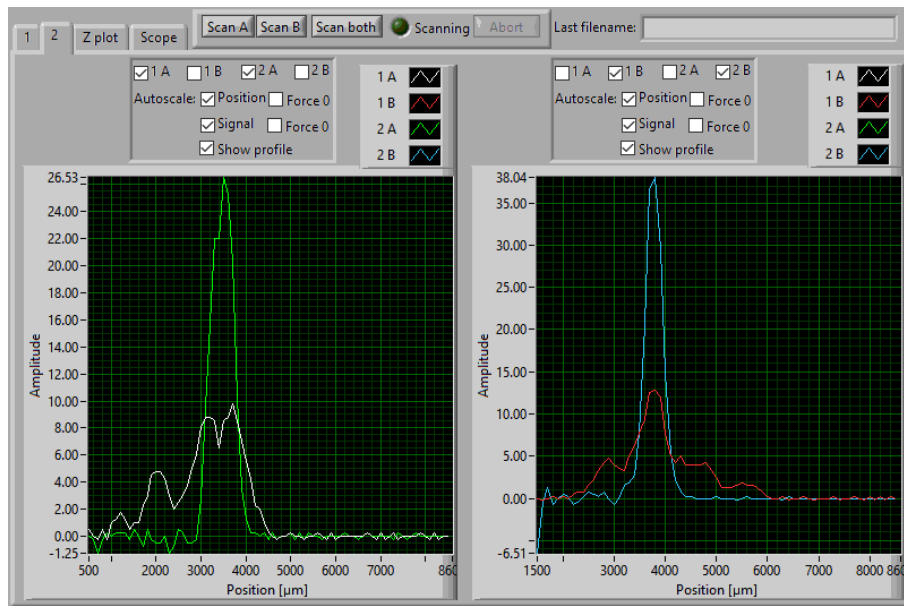 1 2 Z plot Scope Scan A Scan B Scan both Scanning Abort Last filename:
1 A 1 B 2 A 2 B
Autoscale: Position Force 0
Signal Force 0
Show profile
1 A
1 B
2 A
2 B
26.53
24.00
22.00
20.00
18.00
16.00
14.00
12.00
10.00
8.00
6.00
4.00
2.00
0.00
-1.25
Amplitude
500 2000 3000 4000 5000 6000 7000 860
Position [µm]
1 A 1 B 2 A 2 B
Autoscale: Position Force 0
Signal Force 0
Show profile
1 A
1 B
2 A
2 B
38.04
35.00
30.00
25.00
20.00
15.00
10.00
5.00
0.00
-6.51
Amplitude
1500 3000 4000 5000 6000 7000 8000 860
Position [µm]